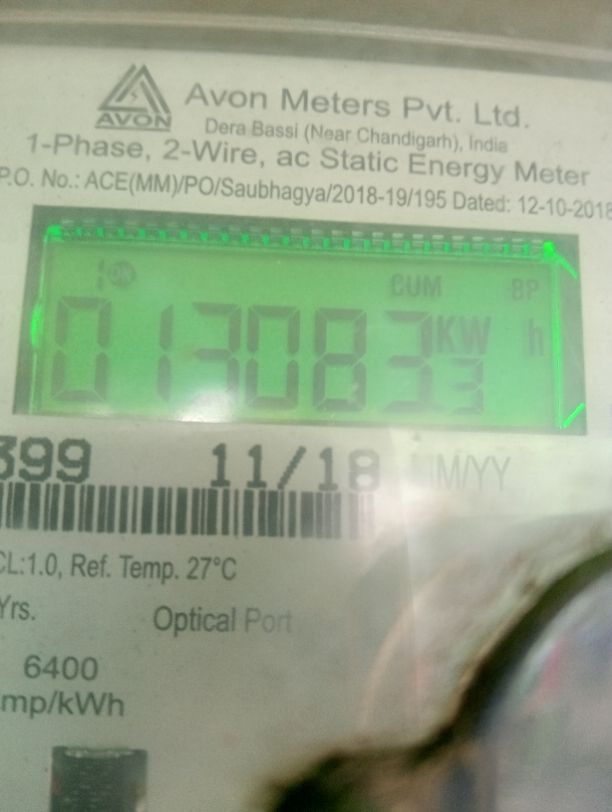 AVON
Avon Meters Pvt. Ltd.
Dera Bassi (Near Chandigarh), India
1-Phase, 2-Wire, ac Static Energy Meter
P.O. No.: ACE(MM)/PO/Saubhagya/2018-19/195 Dated: 12-10-2018
ON CUM BP
0130833 KW h
399 11/18 MM/YY
CL:1.0, Ref. Temp. 27°C
Yrs. Optical Port
6400
mp/kWh